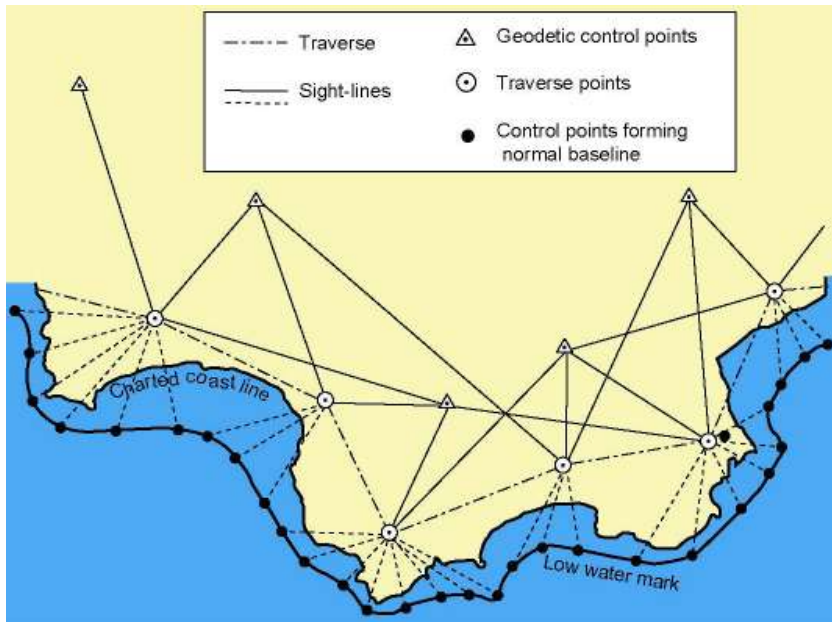 Traverse
Sight-lines
Geodetic control points
Traverse points
Control points forming
normal baseline
Charted coast line
Low water mark